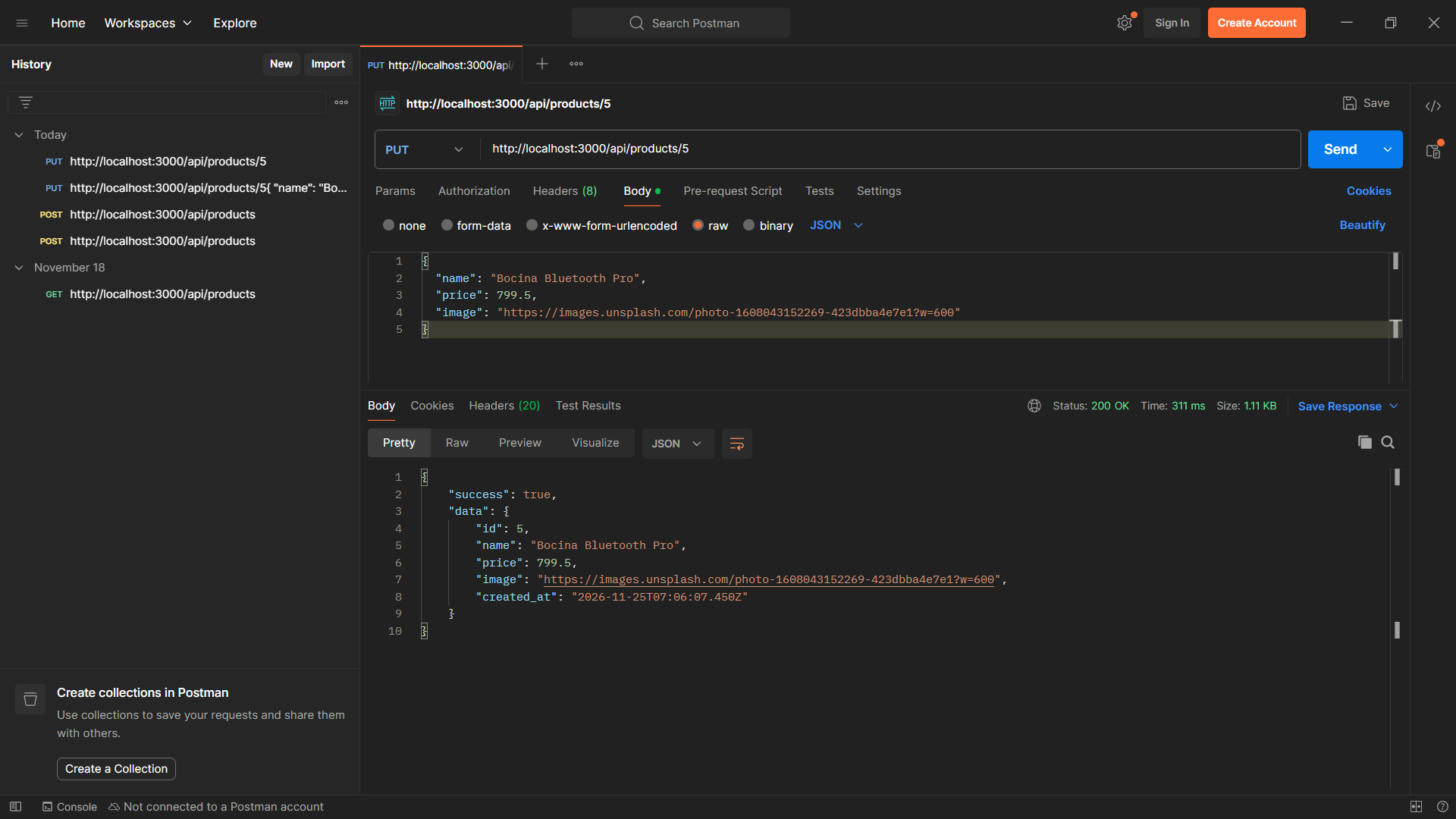 Home Workspaces Explore Search Postman Sign In Create Account
History New Import
PUT http://localhost:3000/api/
HTTP http://localhost:3000/api/products/5 Save
Today
PUT http://localhost:3000/api/products/5
PUT http://localhost:3000/api/products/5{ "name": "Bo...
POST http://localhost:3000/api/products
POST http://localhost:3000/api/products
November 18
GET http://localhost:3000/api/products
PUT http://localhost:3000/api/products/5 Send
Params Authorization Headers (8) Body Pre-request Script Tests Settings Cookies
none form-data x-www-form-urlencoded raw binary JSON Beautify
1 {
2 "name": "Bocina Bluetooth Pro",
3 "price": 799.5,
4 "image": "https://images.unsplash.com/photo-1608043152269-423dbba4e7e1?w=600"
5 }
Body Cookies Headers (20) Test Results Status: 200 OK Time: 311 ms Size: 1.11 KB Save Response
Pretty Raw Preview Visualize JSON
1 {
2 "success": true,
3 "data": {
4 "id": 5,
5 "name": "Bocina Bluetooth Pro",
6 "price": 799.5,
7 "image": "https://images.unsplash.com/photo-1608043152269-423dbba4e7e1?w=600",
8 "created_at": "2026-11-25T07:06:07.450Z"
9 }
10 }
Create collections in Postman
Use collections to save your requests and share them
with others.
Create a Collection
Console Not connected to a Postman account